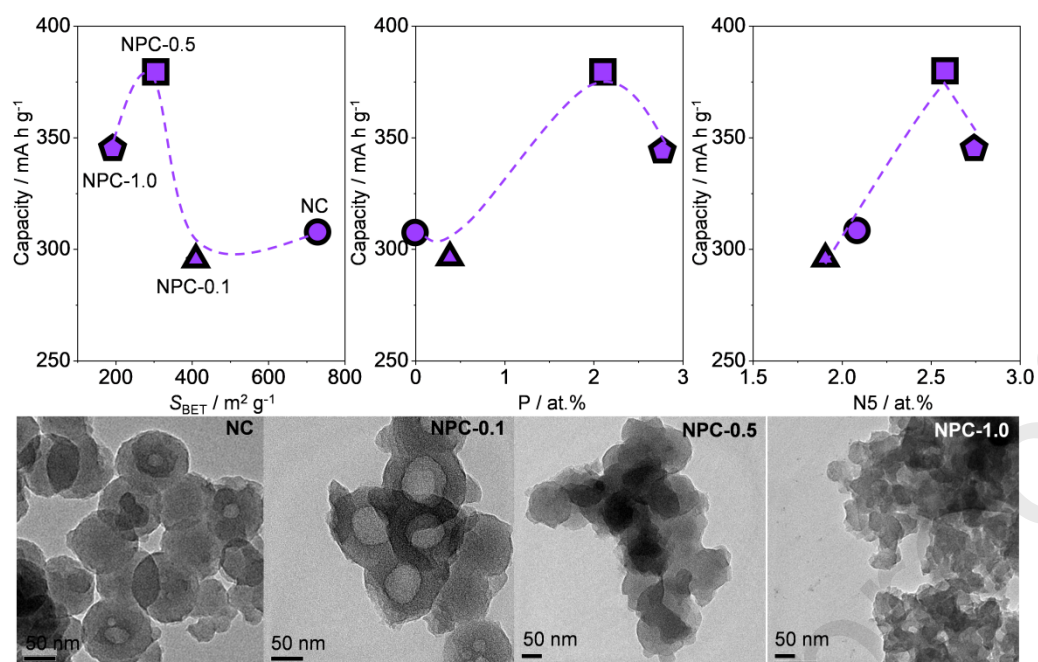 400
350
300
250
Capacity / mA h g⁻¹
NPC-0.5
NPC-1.0
NC
NPC-0.1
200 400 600 800
S_BET / m² g⁻¹
400
350
300
250
Capacity / mA h g⁻¹
0 1 2 3
P / at.%
400
350
300
250
Capacity / mA h g⁻¹
1.5 2.0 2.5 3.0
N5 / at.%
NC
50 nm
NPC-0.1
50 nm
NPC-0.5
50 nm
NPC-1.0
50 nm